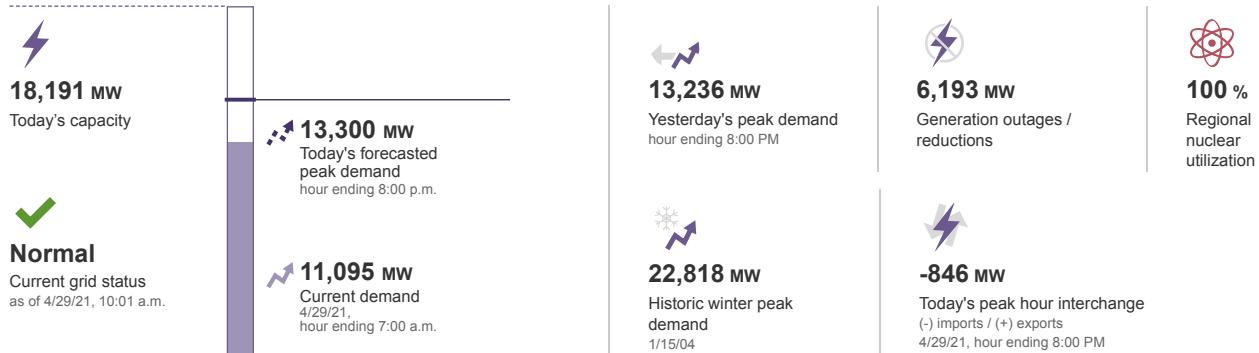 18,191 MW
Today's capacity
Normal
Current grid status
as of 4/29/21, 10:01 a.m.
13,300 MW
Today's forecasted
peak demand
hour ending 8:00 p.m.
11,095 MW
Current demand
4/29/21,
hour ending 7:00 a.m.
13,236 MW
Yesterday's peak demand
hour ending 8:00 PM
6,193 MW
Generation outages /
reductions
100 %
Regional
nuclear
utilization
22,818 MW
Historic winter peak
demand
1/15/04
-846 MW
Today's peak hour interchange
(-) imports / (+) exports
4/29/21, hour ending 8:00 PM